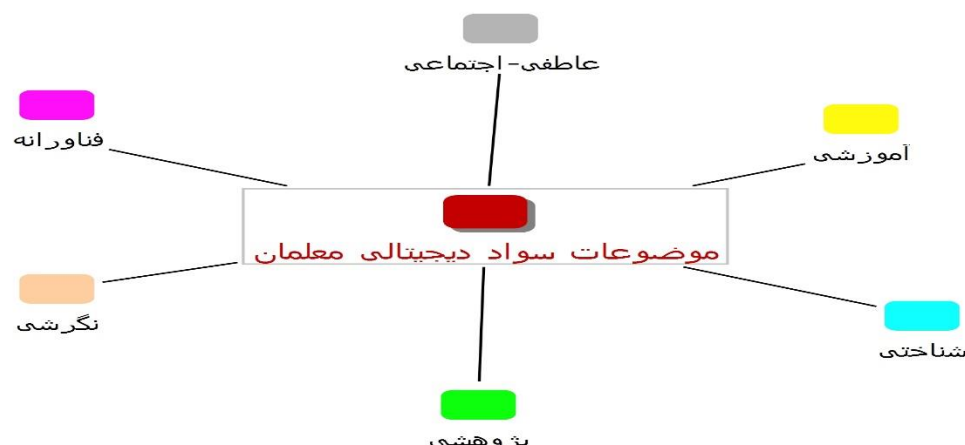 عاطفی-اجتماعی
آموزشی
فناورانه
موضوعات سواد دیجیتالی معلمان
نگرشی
شناختی
پژوهشی